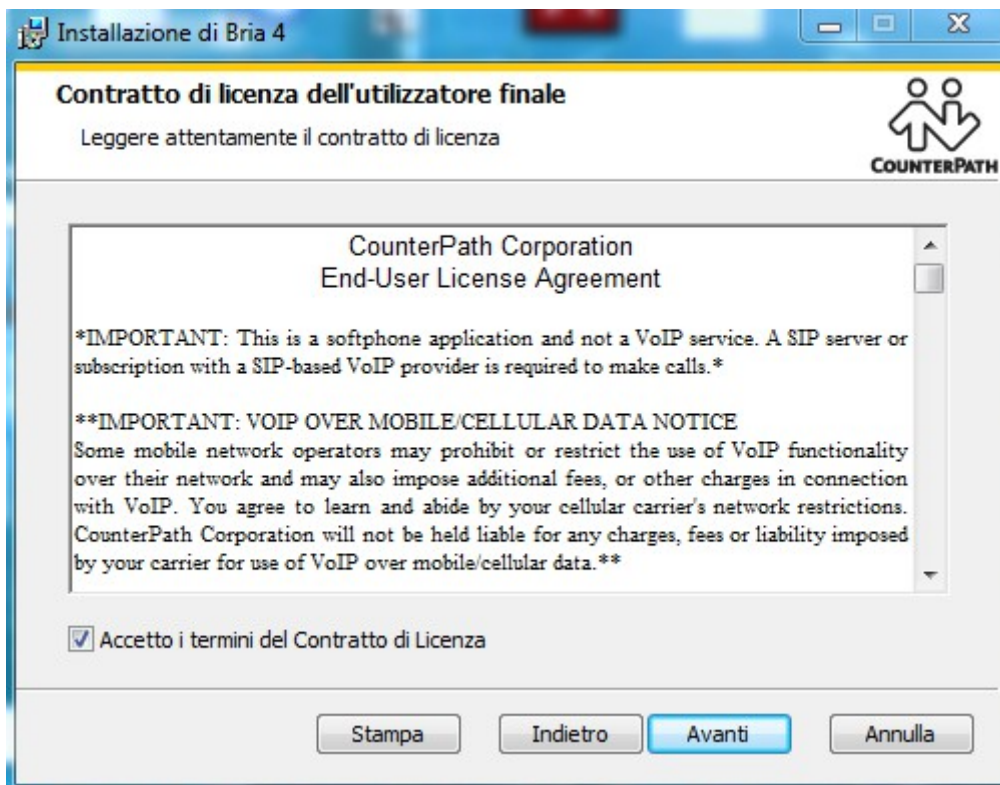 Installazione di Bria 4
Contratto di licenza dell'utilizzatore finale
Leggere attentamente il contratto di licenza
COUNTERPATH
CounterPath Corporation
End-User License Agreement
*IMPORTANT: This is a softphone application and not a VoIP service. A SIP server or
subscription with a SIP-based VoIP provider is required to make calls.*
**IMPORTANT: VOIP OVER MOBILE/CELLULAR DATA NOTICE
Some mobile network operators may prohibit or restrict the use of VoIP functionality
over their network and may also impose additional fees, or other charges in connection
with VoIP. You agree to learn and abide by your cellular carrier's network restrictions.
CounterPath Corporation will not be held liable for any charges, fees or liability imposed
by your carrier for use of VoIP over mobile/cellular data.**
Accetto i termini del Contratto di Licenza
Stampa Indietro Avanti Annulla